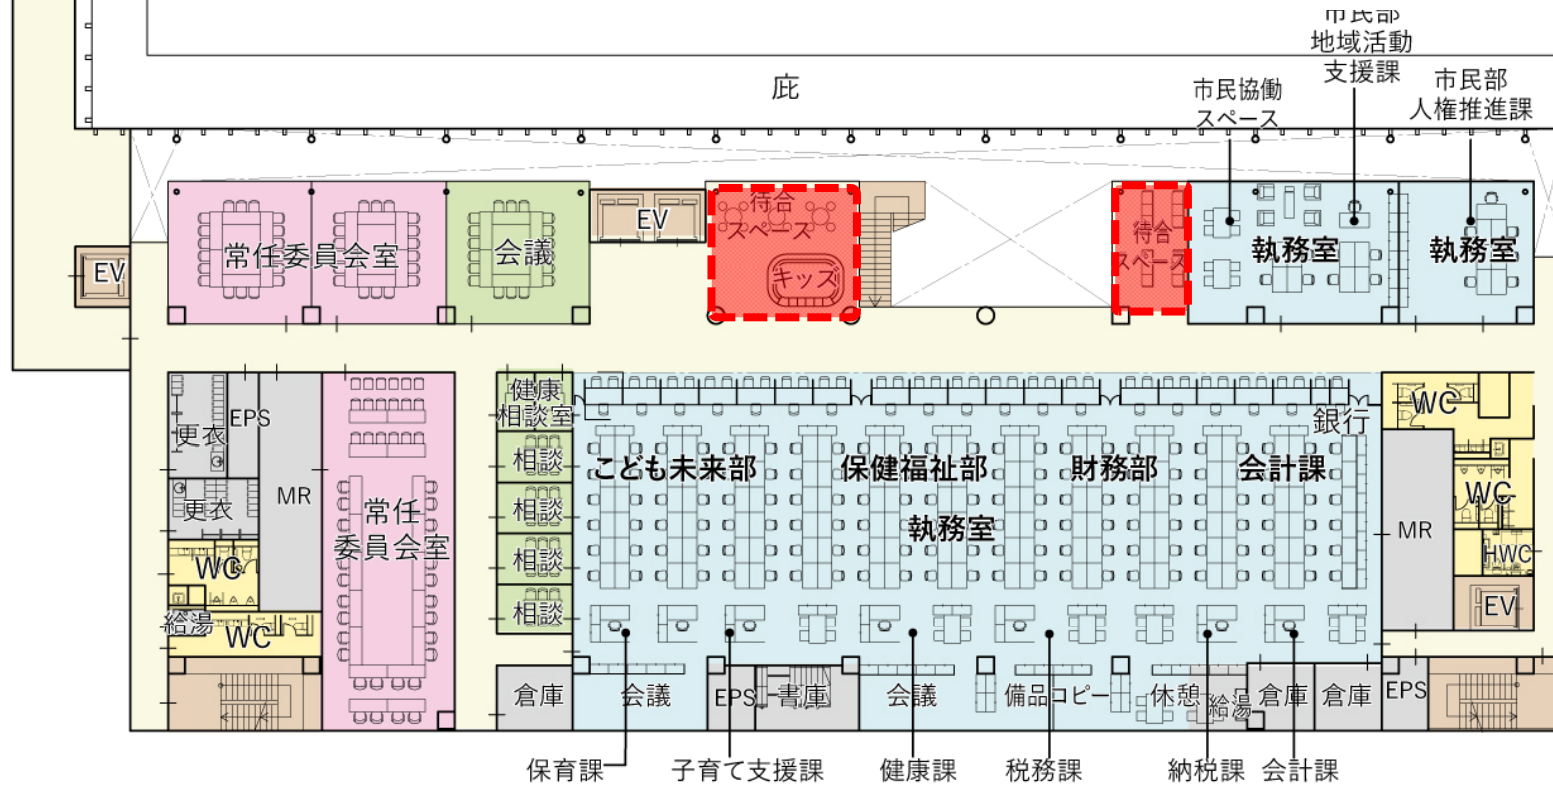 市民部
地域活動
支援課
庇
市民協働
スペース
市民部
人権推進課
待合
スペース
キッズ
EV
EV
常任委員会室
会議
待合
スペース
執務室
執務室
健康
相談室
相談
相談
相談
相談
更衣
EPS
更衣
MR
WC
給湯
WC
常任
委員会室
銀行
こども未来部
保健福祉部
財務部
会計課
執務室
WC
WC
MR
HWC
EV
倉庫
会議
EPS
書庫
会議
備品コピー
休憩
給湯
倉庫
倉庫
EPS
保育課
子育て支援課
健康課
税務課
納税課
会計課